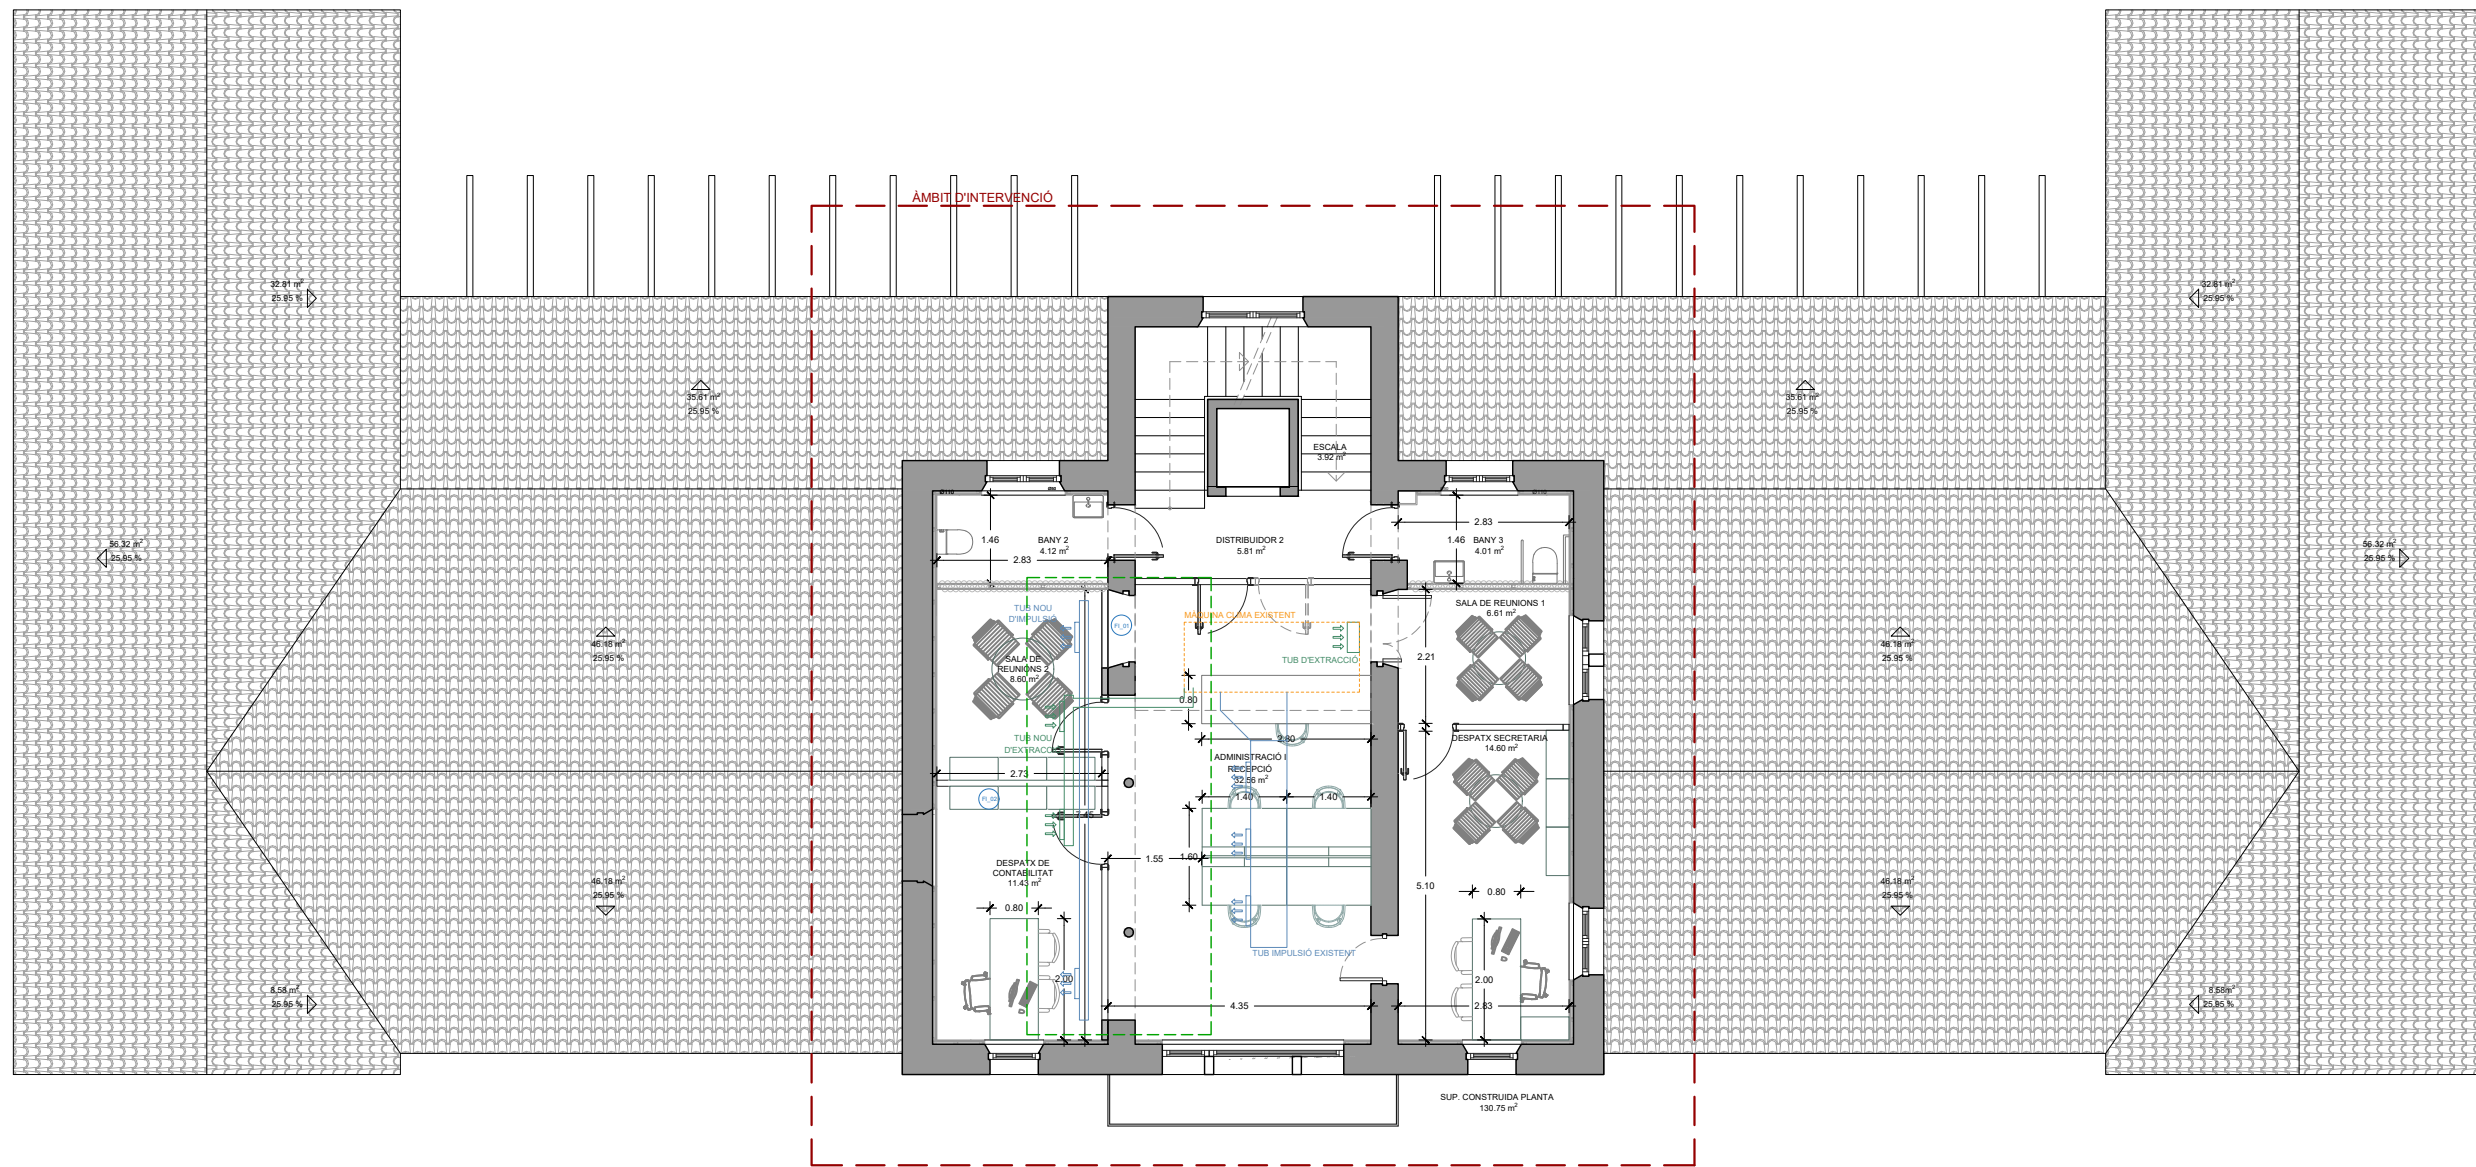 ÀMBIT D'INTERVENCIÓ
32.81 m²
25.95 %
32.81 m²
25.95 %
35.61 m²
25.95 %
35.61 m²
25.95 %
ESCALA
3.92 m²
Ø110
Ø110
2.83
1.46
BANY 2
4.12 m²
DISTRIBUIDOR 2
5.81 m²
1.46
BANY 3
4.01 m²
56.32 m²
25.95 %
56.32 m²
25.95 %
2.83
TUB NOU
D'IMPULSIÓ
FI_01
MÀQUINA CLIMA EXISTENT
SALA DE REUNIONS 1
6.61 m²
46.18 m²
25.95 %
46.18 m²
25.95 %
SALA DE
REUNIONS 2
8.60 m²
TUB D'EXTRACCIÓ
2.21
0.80
TUB NOU
D'EXTRACCIÓ
2.80
DESPATX SECRETARIA
14.60 m²
ADMINISTRACIÓ I
RECEPCIÓ
32.56 m²
2.73
FI_02
1.40
1.40
7.45
DESPATX DE
CONTABILITAT
11.43 m²
1.55
1.60
5.10
46.18 m²
25.95 %
46.18 m²
25.95 %
0.80
0.80
TUB IMPULSIÓ EXISTENT
2.00
2.00
8.58 m²
25.95 %
8.58m²
25.95 %
4.35
2.83
SUP. CONSTRUIDA PLANTA
130.75 m²